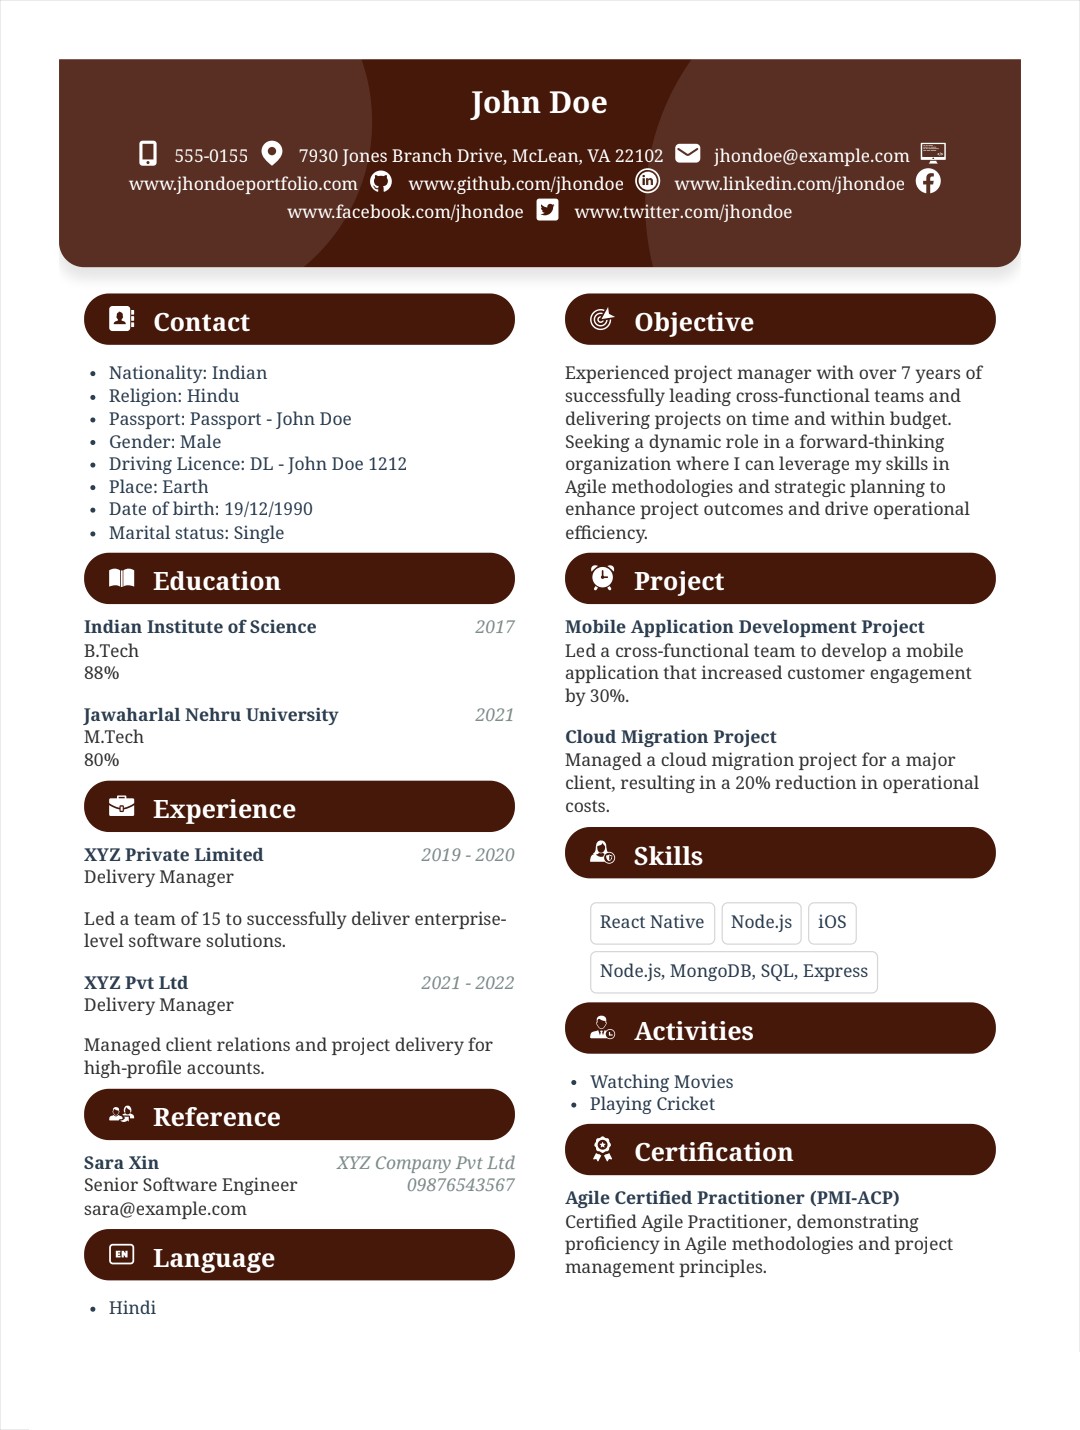 John Doe
555-0155 7930 Jones Branch Drive, McLean, VA 22102 jhondoe@example.com
www.jhondoeportfolio.com www.github.com/jhondoe www.linkedin.com/jhondoe
www.facebook.com/jhondoe www.twitter.com/jhondoe
Contact
• Nationality: Indian
• Religion: Hindu
• Passport: Passport - John Doe
• Gender: Male
• Driving Licence: DL - John Doe 1212
• Place: Earth
• Date of birth: 19/12/1990
• Marital status: Single
Education
Indian Institute of Science 2017
B.Tech
88%
Jawaharlal Nehru University 2021
M.Tech
80%
Experience
XYZ Private Limited 2019 - 2020
Delivery Manager
Led a team of 15 to successfully deliver enterprise-
level software solutions.
XYZ Pvt Ltd 2021 - 2022
Delivery Manager
Managed client relations and project delivery for
high-profile accounts.
Reference
Sara Xin XYZ Company Pvt Ltd
Senior Software Engineer 09876543567
sara@example.com
EN Language
• Hindi
Objective
Experienced project manager with over 7 years of
successfully leading cross-functional teams and
delivering projects on time and within budget.
Seeking a dynamic role in a forward-thinking
organization where I can leverage my skills in
Agile methodologies and strategic planning to
enhance project outcomes and drive operational
efficiency.
Project
Mobile Application Development Project
Led a cross-functional team to develop a mobile
application that increased customer engagement
by 30%.
Cloud Migration Project
Managed a cloud migration project for a major
client, resulting in a 20% reduction in operational
costs.
Skills
React Native Node.js iOS
Node.js, MongoDB, SQL, Express
Activities
• Watching Movies
• Playing Cricket
Certification
Agile Certified Practitioner (PMI-ACP)
Certified Agile Practitioner, demonstrating
proficiency in Agile methodologies and project
management principles.